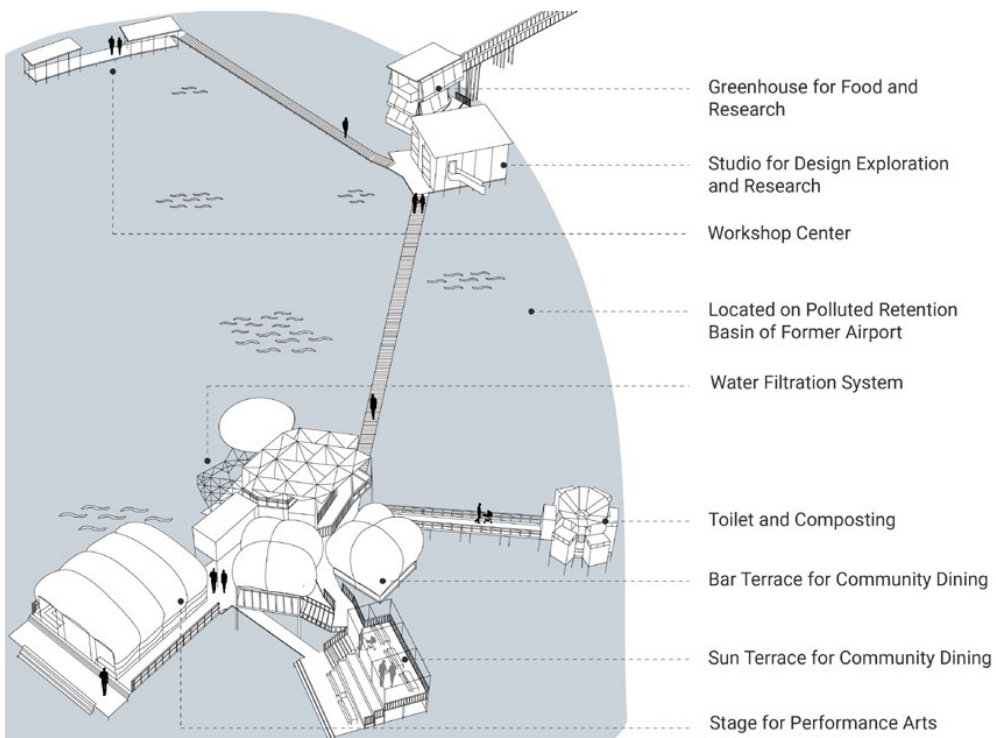 Greenhouse for Food and
Research
Studio for Design Exploration
and Research
Workshop Center
Located on Polluted Retention
Basin of Former Airport
Water Filtration System
Toilet and Composting
Bar Terrace for Community Dining
Sun Terrace for Community Dining
Stage for Performance Arts